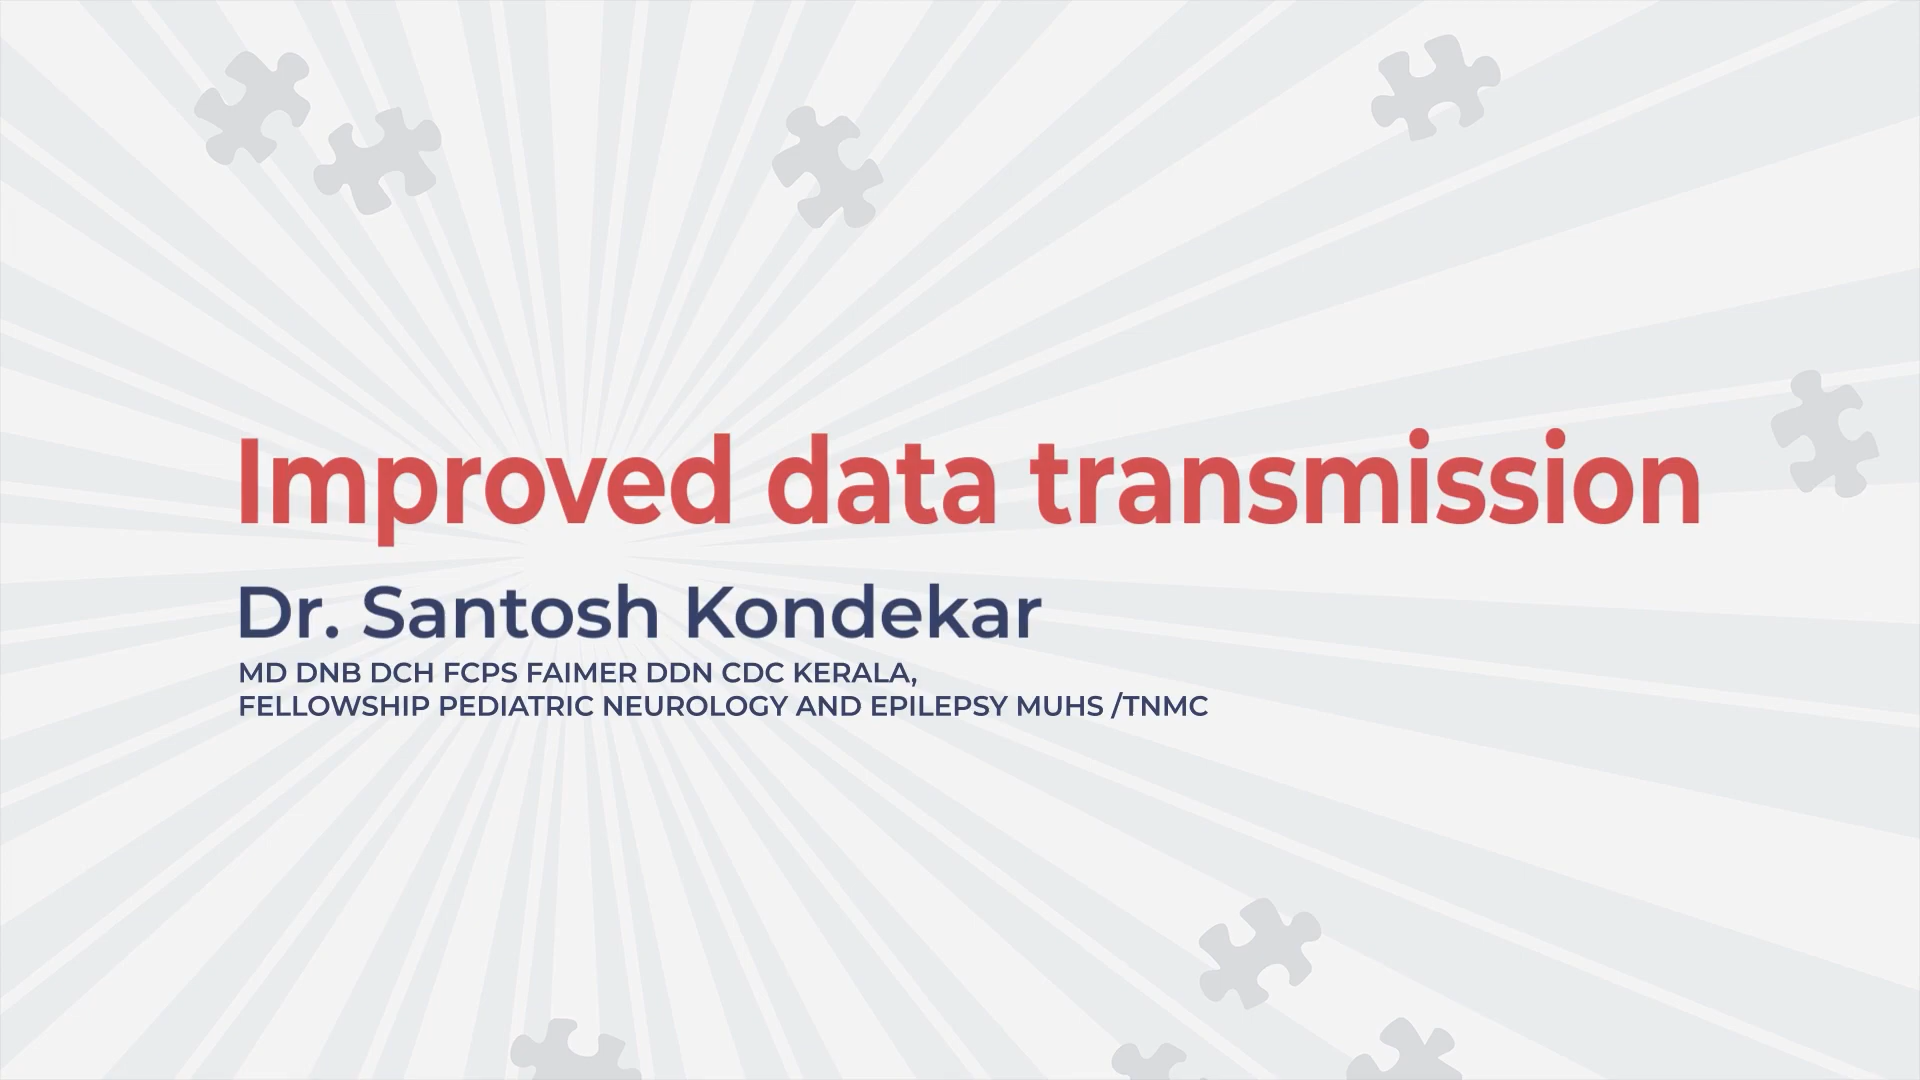 Improved data transmission
Dr. Santosh Kondekar
MD DNB DCH FCPS FAIMER DDN CDC KERALA,
FELLOWSHIP PEDIATRIC NEUROLOGY AND EPILEPSY MUHS /TNMC